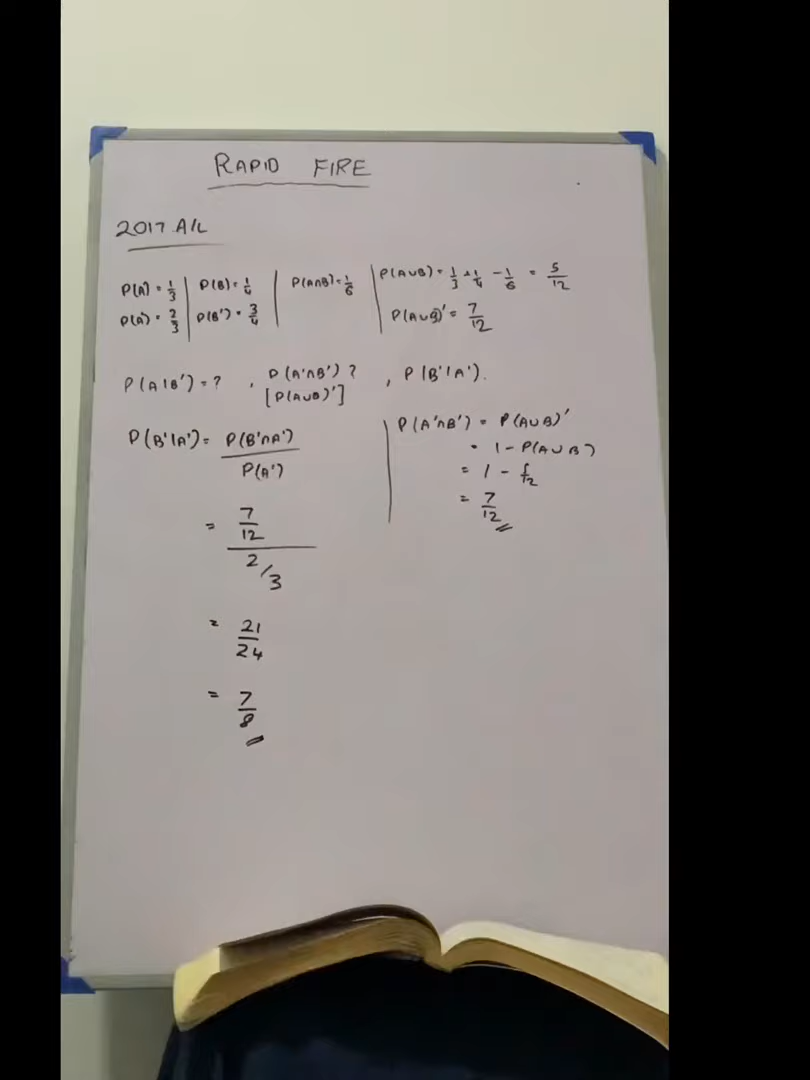 RAPID FIRE
2017 A/L
P(A) = 1/3 | P(B) = 1/4 | P(A∩B) = 1/6 | P(A∪B) = 1/3 + 1/4 - 1/6 = 5/12
P(A) = 2/3 | P(B') = 3/4 | P(A∪B)' = 7/12
P(A|B') = ? , P(A'∩B') ? , P(B'|A').
[P(A∪B)']
P(B'|A') = P(B'∩A') / P(A')
= 7/12 / 2/3
= 21/24
= 7/8
P(A'∩B') = P(A∪B)'
= 1 - P(A∪B)
= 1 - 5/12
= 7/12